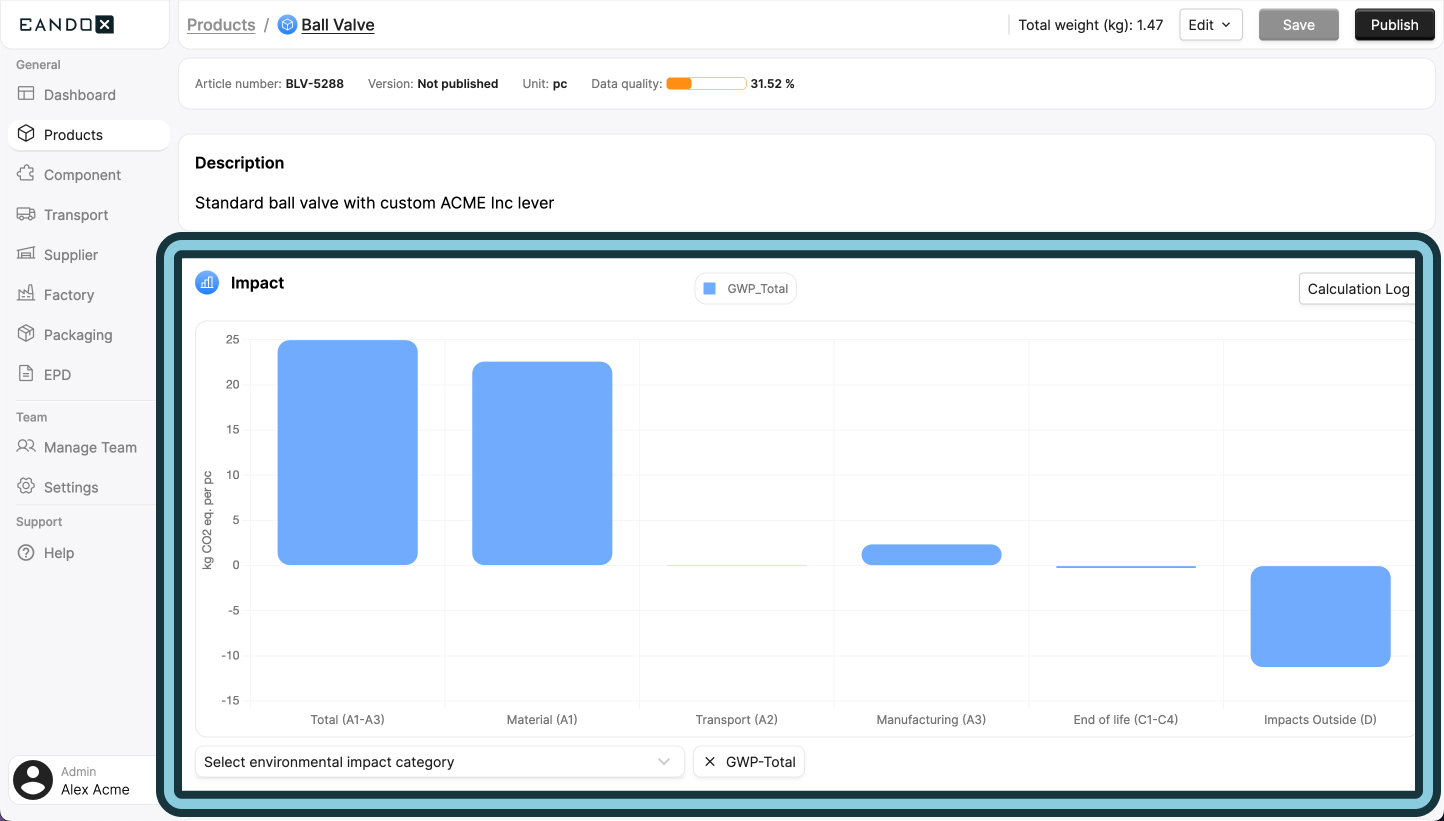 EANDOX
Products / Ball Valve
Total weight (kg): 1.47
Edit
Save
Publish
General
Dashboard
Products
Component
Transport
Supplier
Factory
Packaging
EPD
Team
Manage Team
Settings
Support
Help
Admin
Alex Acme
Article number: BLV-5288 Version: Not published Unit: pc Data quality: 31.52 %
Description
Standard ball valve with custom ACME Inc lever
Impact
GWP_Total
Calculation Log
kg CO2 eq. per pc
25
20
15
10
5
0
-5
-10
-15
Total (A1-A3) Material (A1) Transport (A2) Manufacturing (A3) End of life (C1-C4) Impacts Outside (D)
Select environmental impact category
GWP-Total